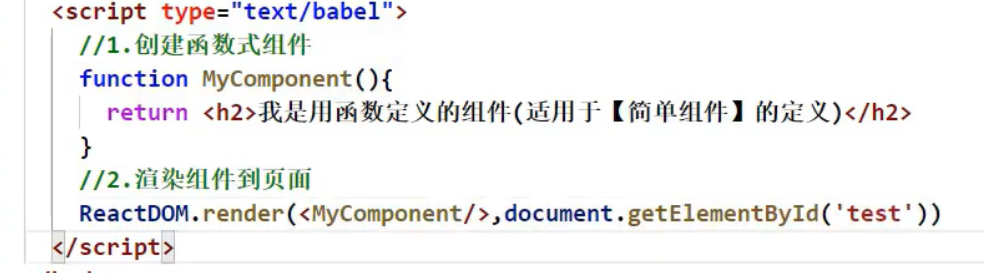 <script type="text/babel">
//1.创建函数式组件
function MyComponent(){
return <h2>我是用函数定义的组件(适用于【简单组件】的定义)</h2>
}
//2.渲染组件到页面
ReactDOM.render(<MyComponent/>,document.getElementById('test'))
</script>